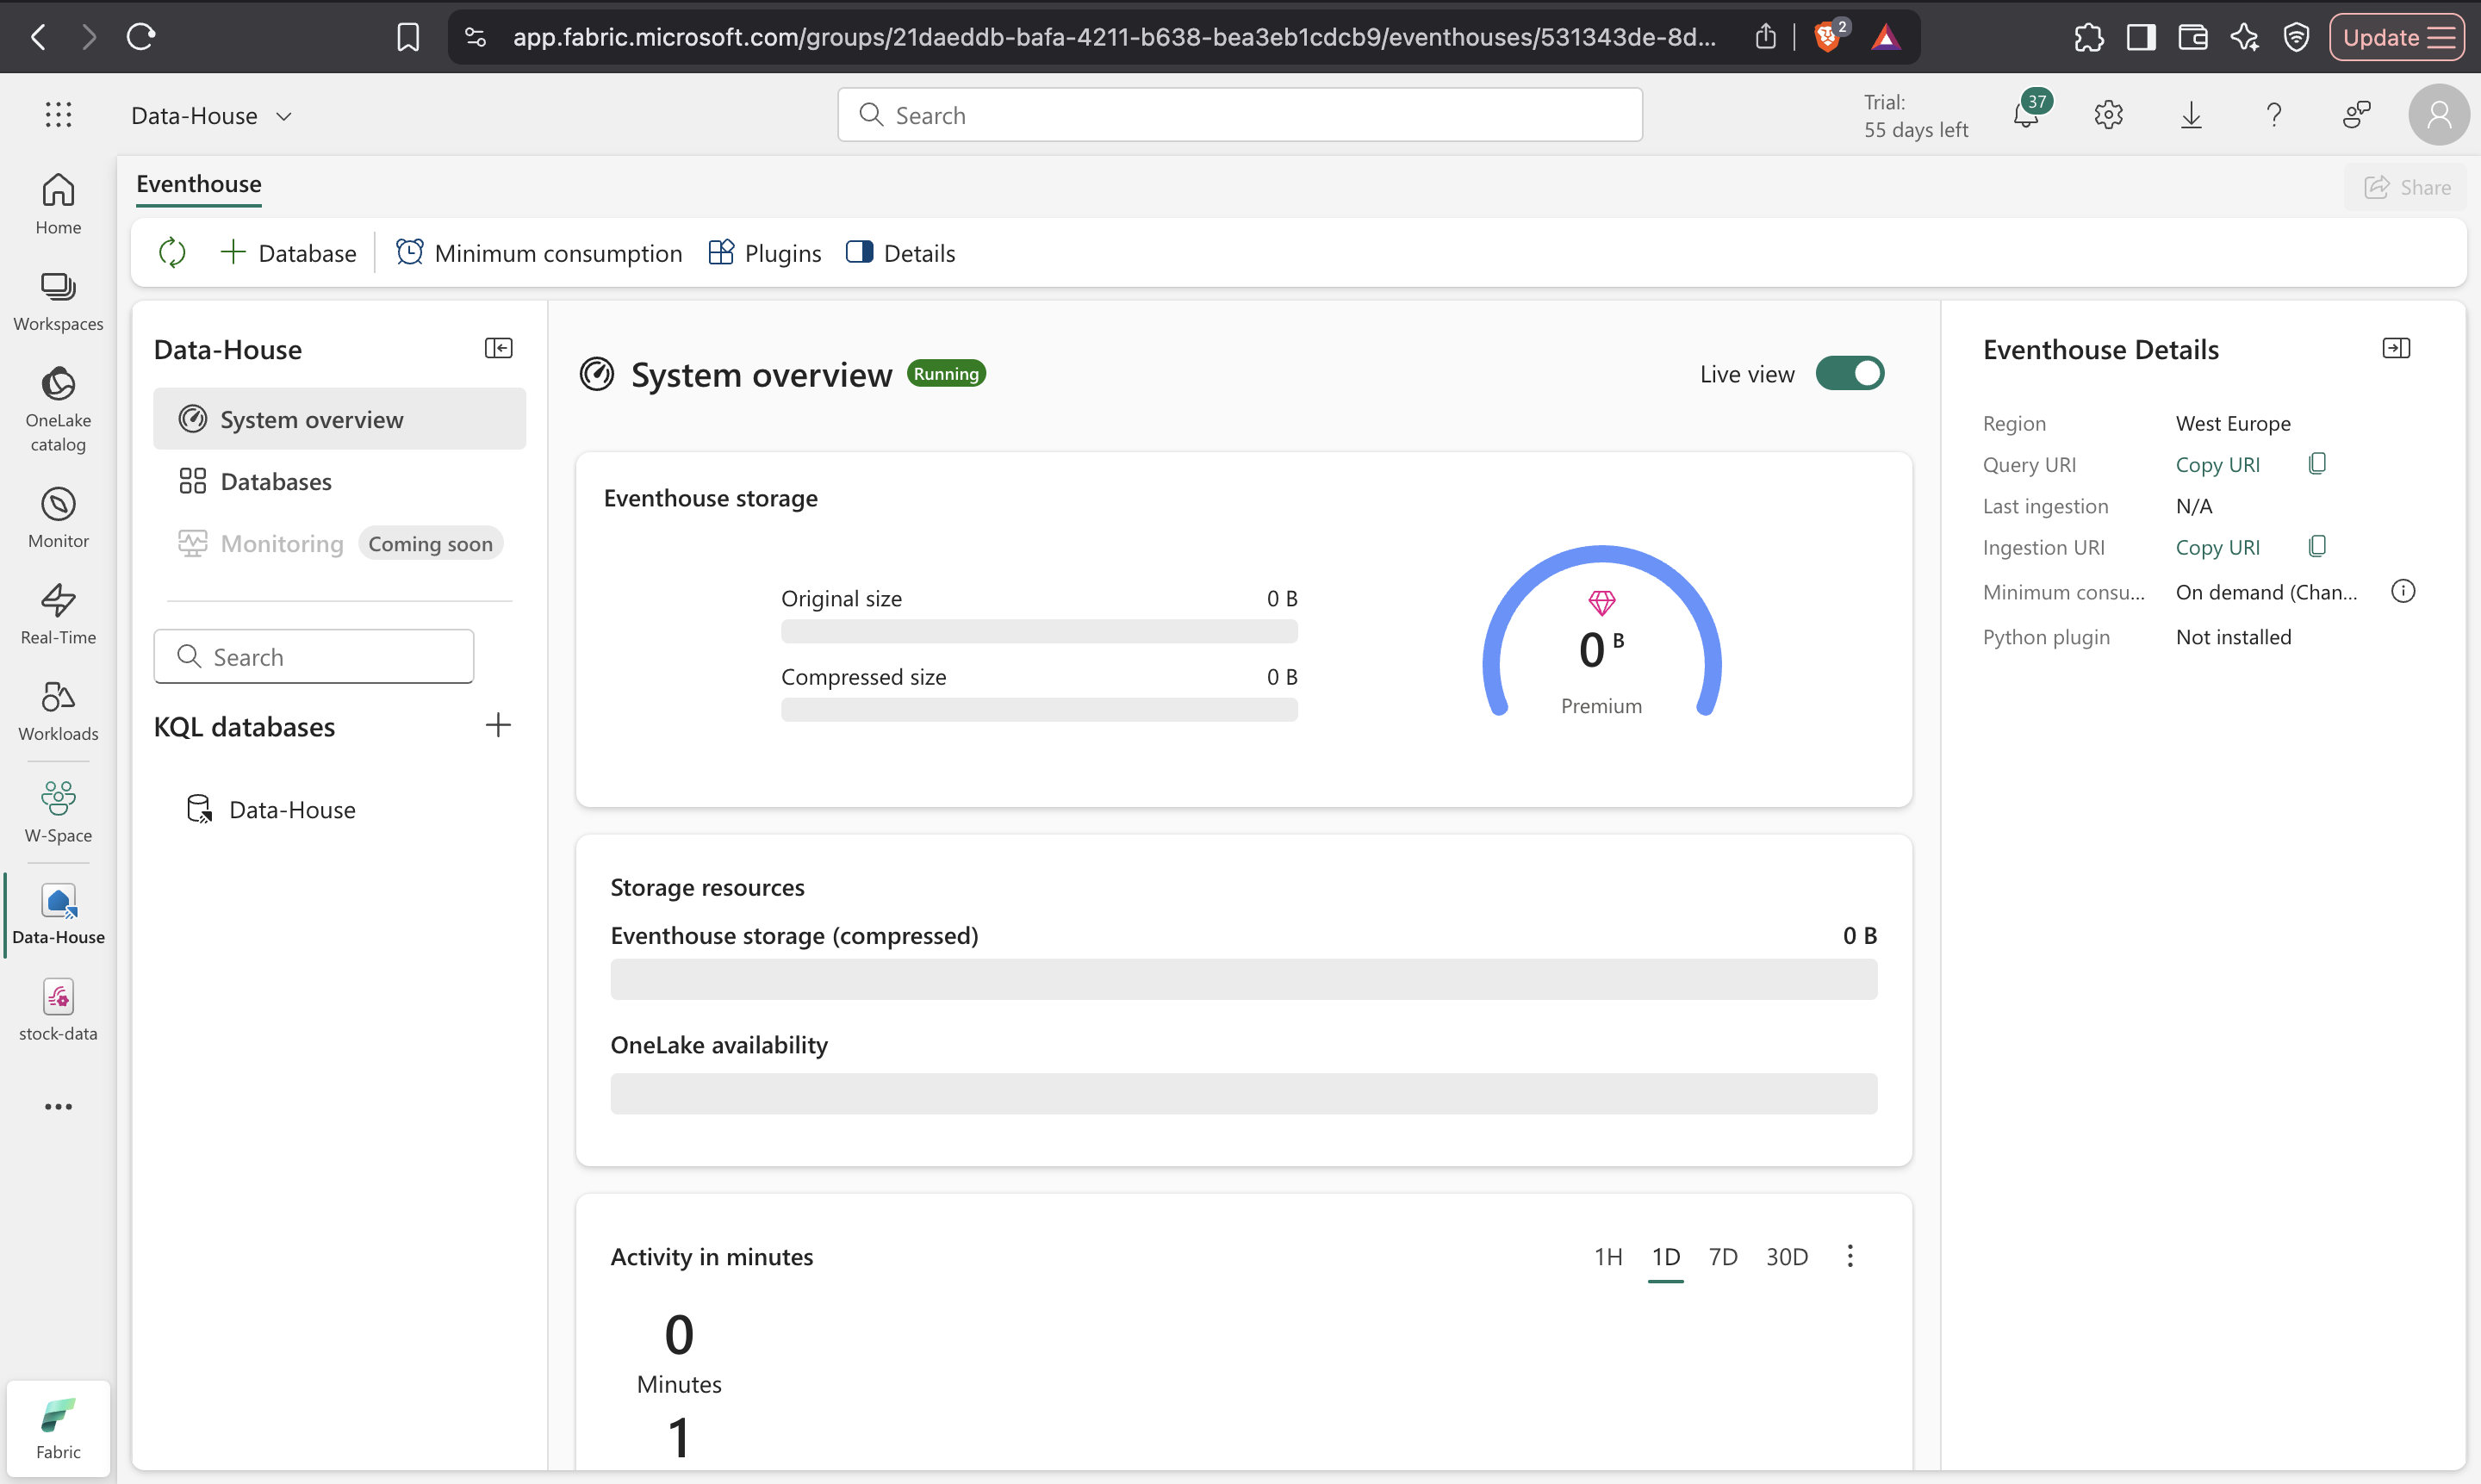 app.fabric.microsoft.com/groups/21daeddb-bafa-4211-b638-bea3eb1cdcb9/eventhouses/531343de-8d...
2
Update
Data-House
Search
Trial:
55 days left
37
Home
Workspaces
OneLake
catalog
Monitor
Real-Time
Workloads
W-Space
Data-House
stock-data
Fabric
Eventhouse
Share
Database
Minimum consumption
Plugins
Details
Data-House
System overview
Databases
Monitoring
Coming soon
Search
KQL databases
Data-House
System overview
Running
Live view
Eventhouse storage
Original size
0 B
Compressed size
0 B
0 B
Premium
Storage resources
Eventhouse storage (compressed)
0 B
OneLake availability
Activity in minutes
1H
1D
7D
30D
0
Minutes
1
Eventhouse Details
Region
West Europe
Query URI
Copy URI
Last ingestion
N/A
Ingestion URI
Copy URI
Minimum consu...
On demand (Chan...
Python plugin
Not installed